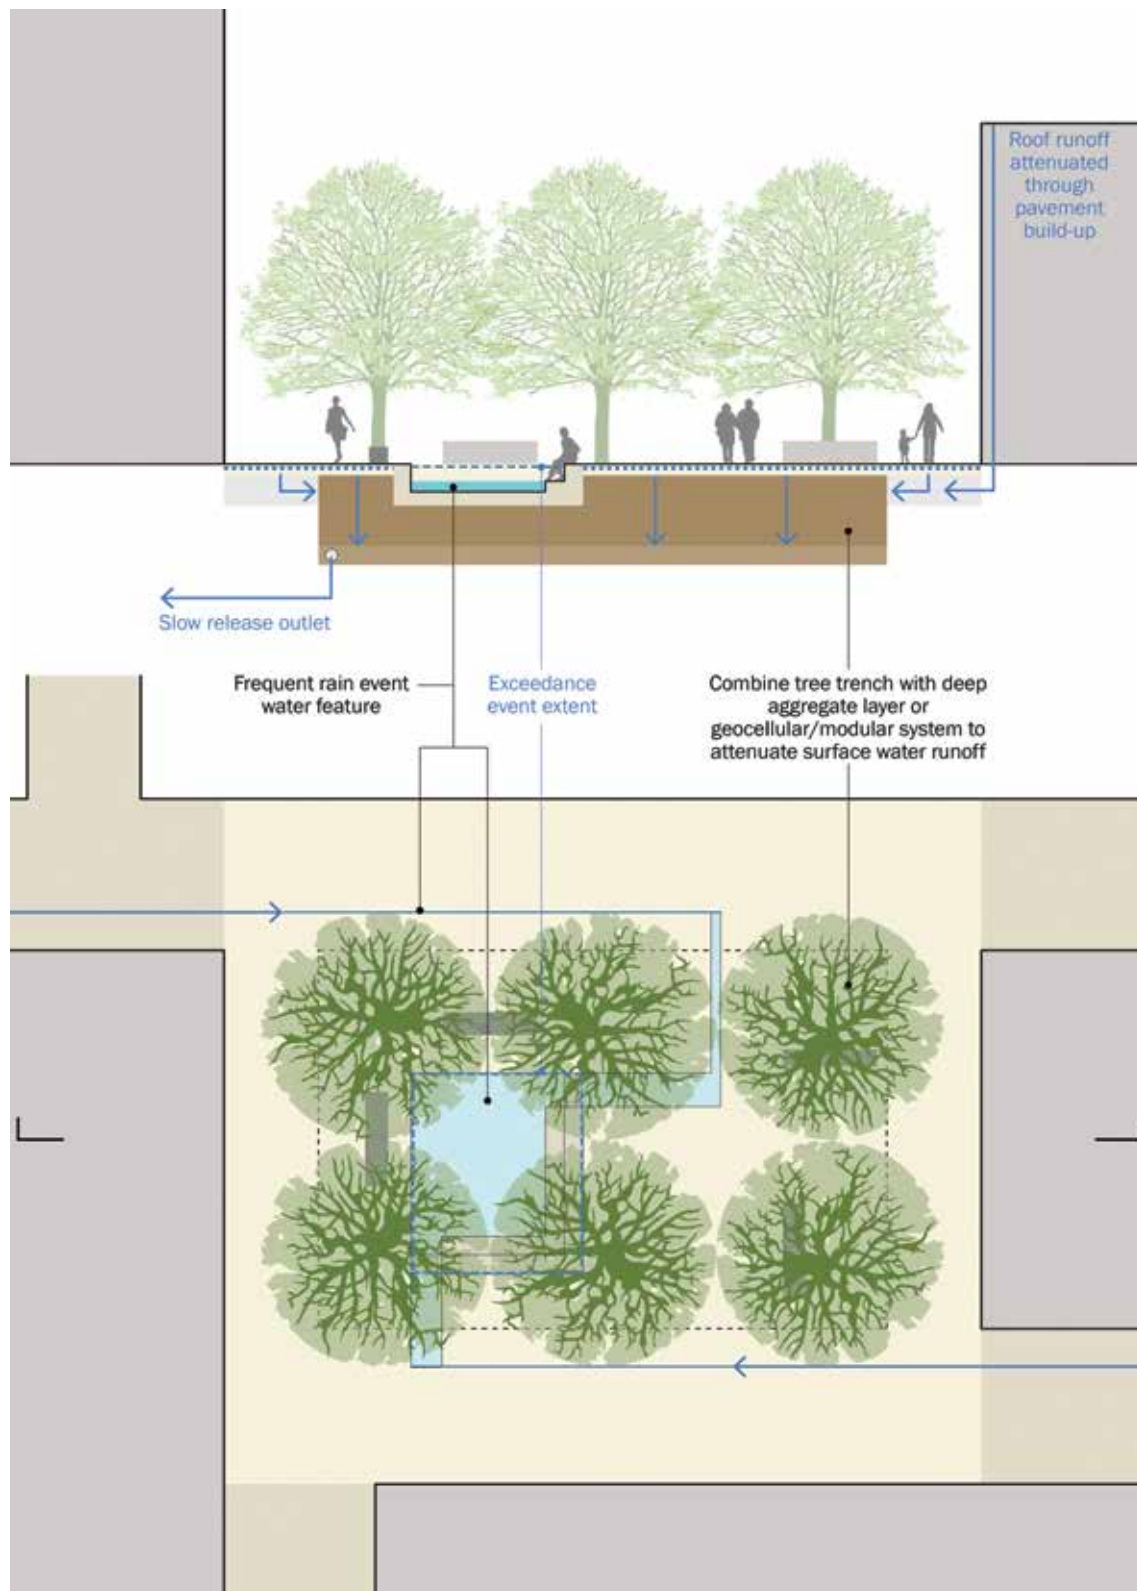 Roof runoff
attenuated
through
pavement
build-up
Slow release outlet
Frequent rain event
water feature
Exceedance
event extent
Combine tree trench with deep
aggregate layer or
geocellular/modular system to
attenuate surface water runoff